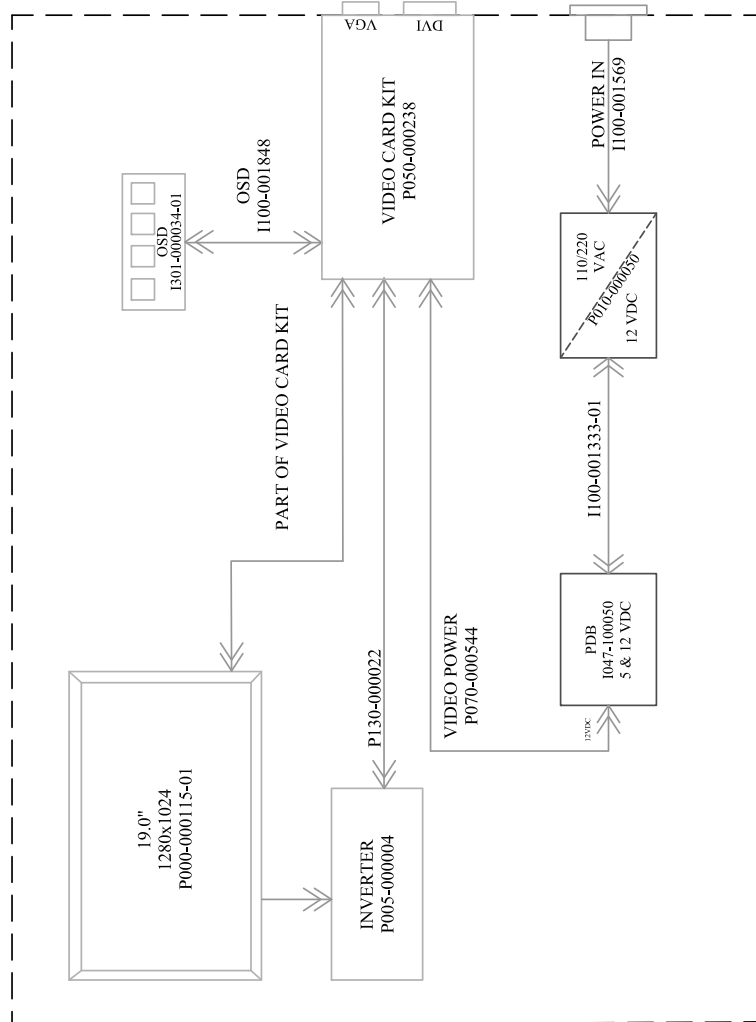 VGA
DVI
VIDEO CARD KIT
P050-000238
POWER IN
I100-001569
OSD
I100-001848
OSD
I301-000034-01
110/220
VAC
P010-000050
12 VDC
PART OF VIDEO CARD KIT
I100-001333-01
PDB
I047-100050
5 & 12 VDC
12VDC
VIDEO POWER
P070-000544
P130-000022
19.0"
1280x1024
P000-000115-01
INVERTER
P005-000004